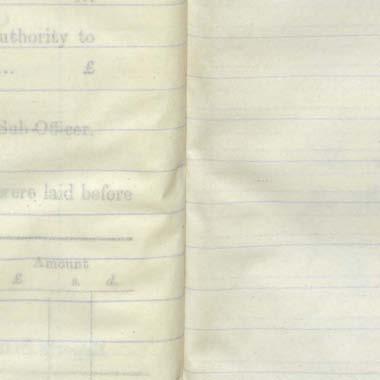 uthority to
... £
Sub-Officer.
were laid before
Amount
£ s. d.